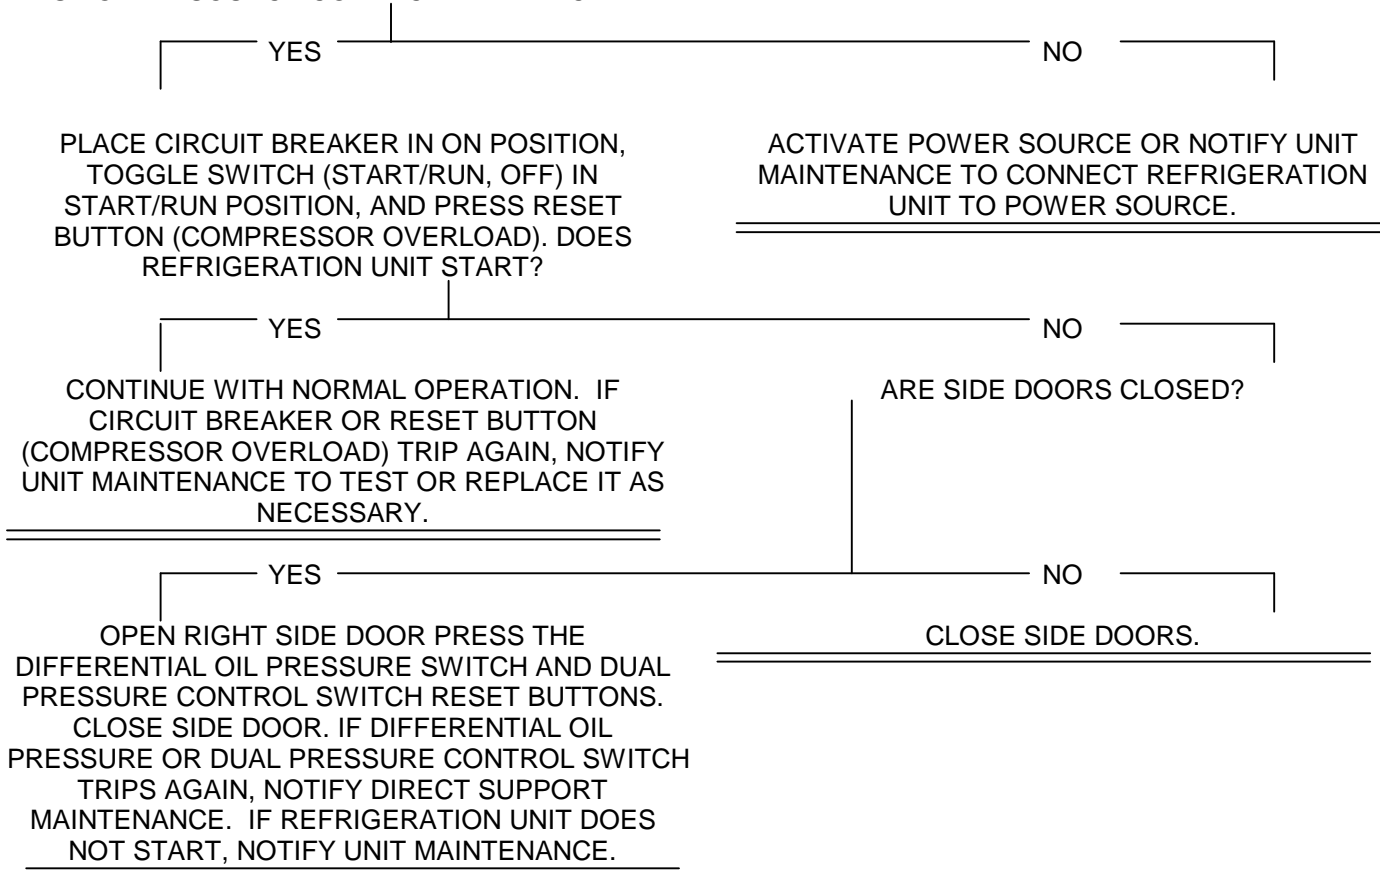 YES
NO
PLACE CIRCUIT BREAKER IN ON POSITION,
TOGGLE SWITCH (START/RUN, OFF) IN
START/RUN POSITION, AND PRESS RESET
BUTTON (COMPRESSOR OVERLOAD). DOES
REFRIGERATION UNIT START?
ACTIVATE POWER SOURCE OR NOTIFY UNIT
MAINTENANCE TO CONNECT REFRIGERATION
UNIT TO POWER SOURCE.
YES
NO
CONTINUE WITH NORMAL OPERATION. IF
CIRCUIT BREAKER OR RESET BUTTON
(COMPRESSOR OVERLOAD) TRIP AGAIN, NOTIFY
UNIT MAINTENANCE TO TEST OR REPLACE IT AS
NECESSARY.
ARE SIDE DOORS CLOSED?
YES
NO
OPEN RIGHT SIDE DOOR PRESS THE
DIFFERENTIAL OIL PRESSURE SWITCH AND DUAL
PRESSURE CONTROL SWITCH RESET BUTTONS.
CLOSE SIDE DOOR. IF DIFFERENTIAL OIL
PRESSURE OR DUAL PRESSURE CONTROL SWITCH
TRIPS AGAIN, NOTIFY DIRECT SUPPORT
MAINTENANCE. IF REFRIGERATION UNIT DOES
NOT START, NOTIFY UNIT MAINTENANCE.
CLOSE SIDE DOORS.